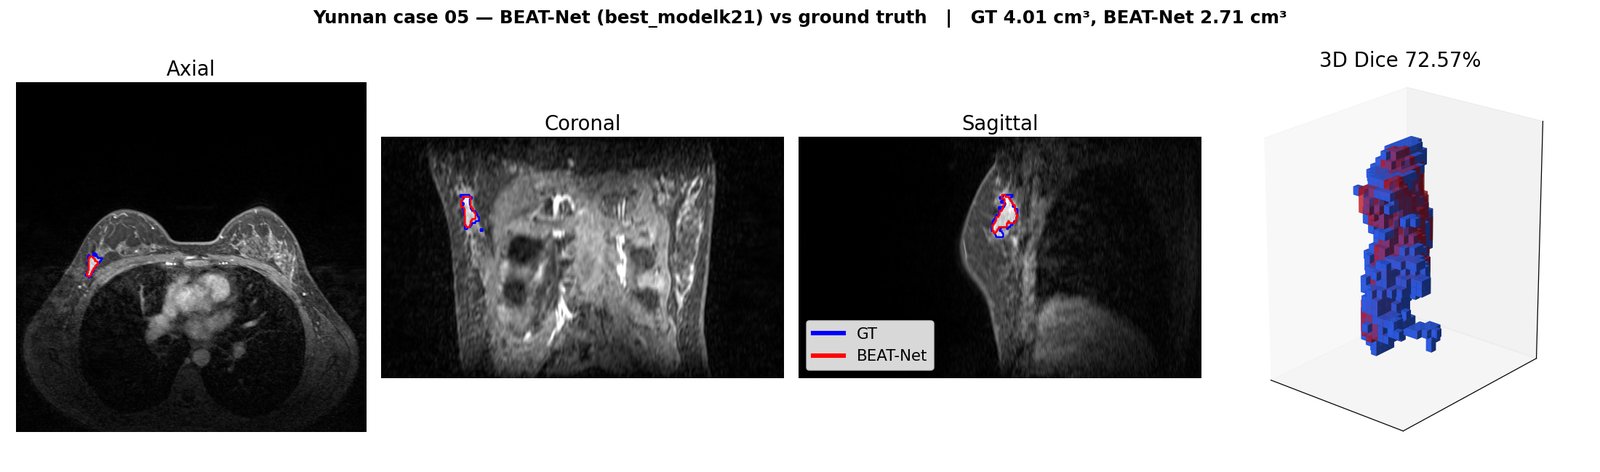 Yunnan case 05 — BEAT-Net (best_modelk21) vs ground truth | GT 4.01 cm³, BEAT-Net 2.71 cm³
Axial
Coronal
Sagittal
3D Dice 72.57%
GT
BEAT-Net